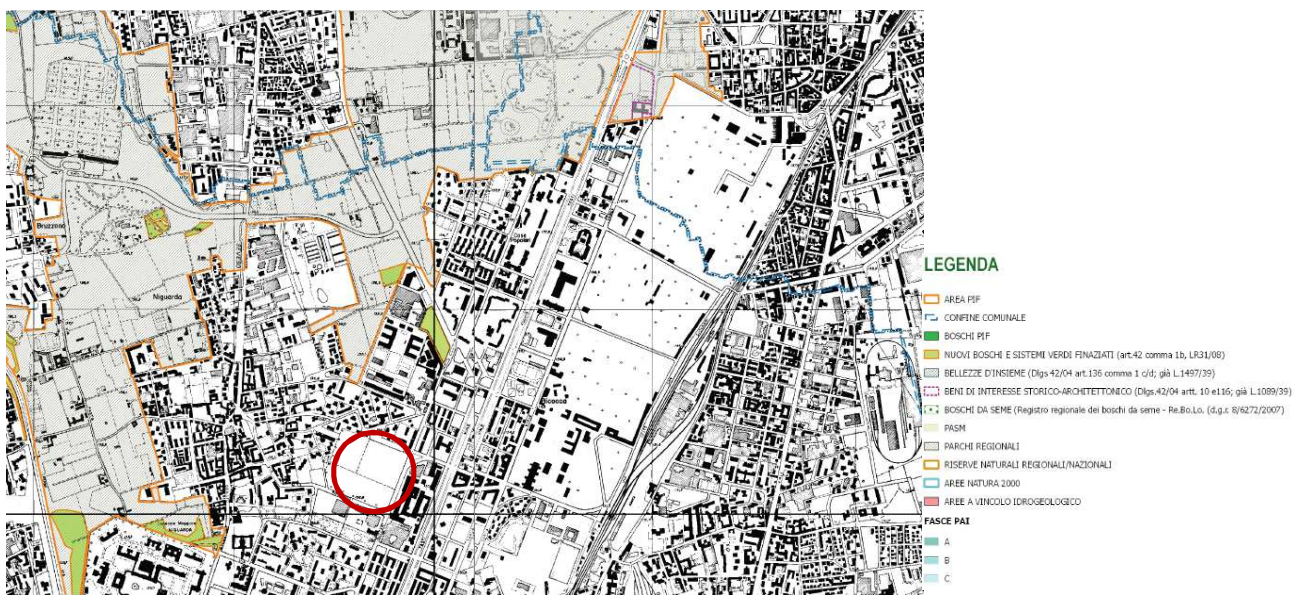 Bruzzano
Niguarda
Case Popolari
Bicocca
NIGUARDA
LEGENDA
AREA PIF
CONFINE COMUNALE
BOSCHI PIF
NUOVI BOSCHI E SISTEMI VERDI FINAZIATI (art.42 comma 1b, LR31/08)
BELLEZZE D'INSIEME (Dlgs 42/04 art.136 comma 1 c/d; già L.1497/39)
BENI DI INTERESSE STORICO-ARCHITETTONICO (Dlgs.42/04 artt. 10 e116; già L.1089/39)
BOSCHI DA SEME (Registro regionale dei boschi da seme - Re.Bo.Lo. (d.g.r. 8/6272/2007)
PASM
PARCHI REGIONALI
RISERVE NATURALI REGIONALI/NAZIONALI
AREE NATURA 2000
AREE A VINCOLO IDROGEOLOGICO
FASCE PAI
A
B
C